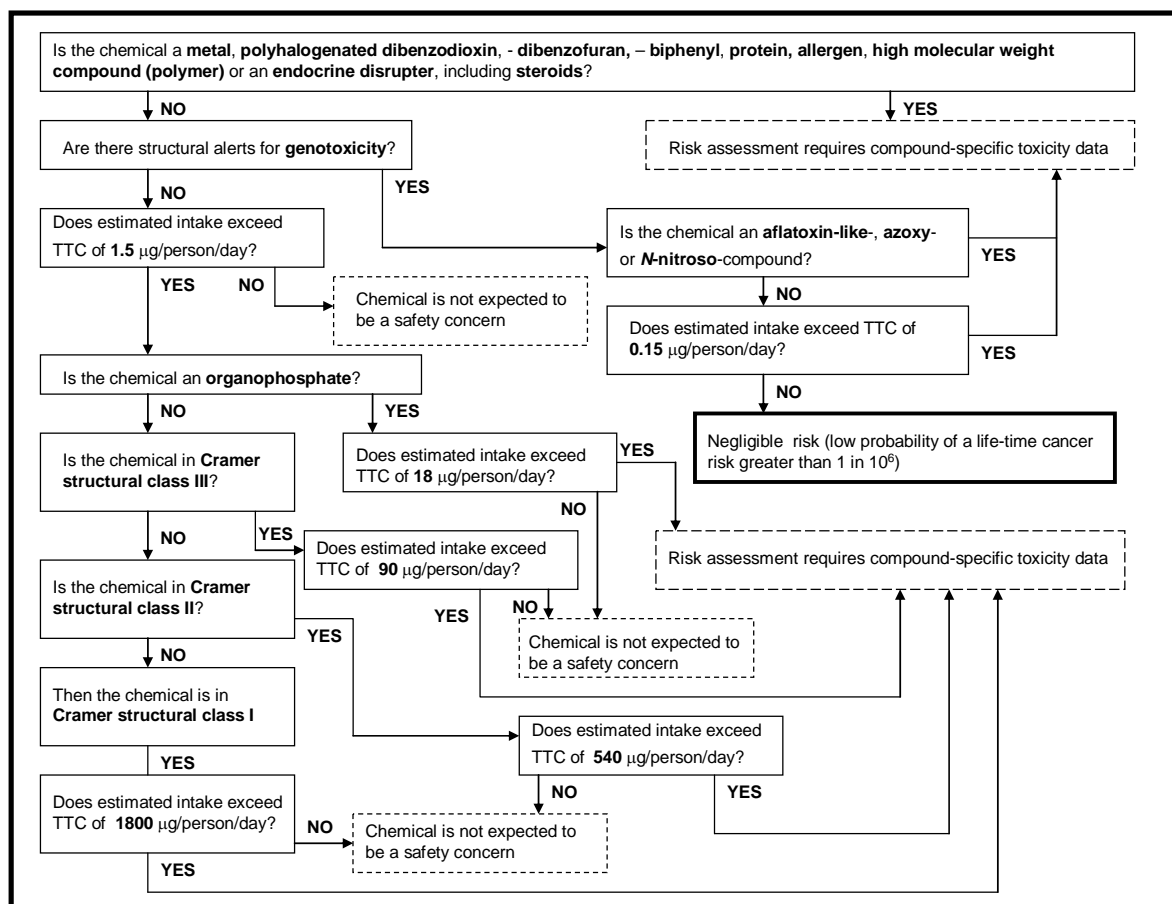 Is the chemical a metal, polyhalogenated dibenzodioxin, - dibenzofuran, – biphenyl, protein, allergen, high molecular weight
compound (polymer) or an endocrine disrupter, including steroids?
NO
YES
Are there structural alerts for genotoxicity?
Risk assessment requires compound-specific toxicity data
NO
YES
Does estimated intake exceed
TTC of 1.5 µg/person/day?
Is the chemical an aflatoxin-like-, azoxy-
or N-nitroso-compound?
YES
YES
NO
Chemical is not expected to
be a safety concern
NO
Does estimated intake exceed TTC of
0.15 µg/person/day?
YES
Is the chemical an organophosphate?
NO
NO
YES
Negligible risk (low probability of a life-time cancer
risk greater than 1 in 10⁶)
Is the chemical in Cramer
structural class III?
Does estimated intake exceed
TTC of 18 µg/person/day?
YES
NO
NO
YES
Does estimated intake exceed
TTC of 90 µg/person/day?
Risk assessment requires compound-specific toxicity data
Is the chemical in Cramer
structural class II?
YES
NO
YES
Chemical is not expected to
be a safety concern
NO
Then the chemical is in
Cramer structural class I
Does estimated intake exceed
TTC of 540 µg/person/day?
YES
NO
YES
Does estimated intake exceed
TTC of 1800 µg/person/day?
NO
Chemical is not expected to
be a safety concern
YES